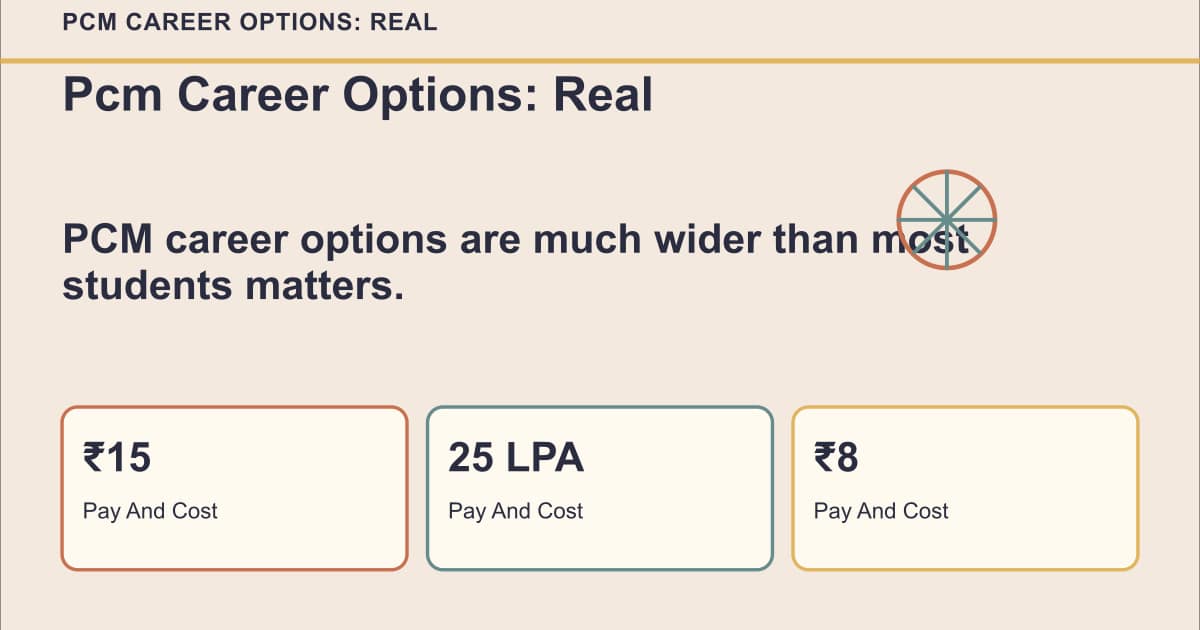 PCM CAREER OPTIONS: REAL
Pcm Career Options: Real
PCM career options are much wider than most
students matters.
₹15
Pay And Cost
25 LPA
Pay And Cost
₹8
Pay And Cost